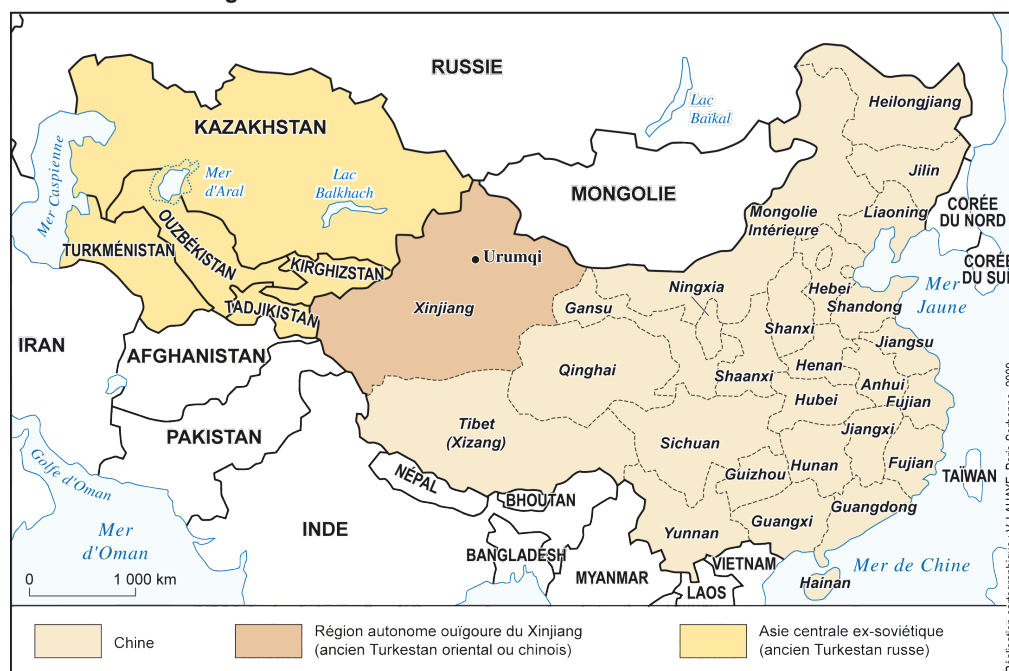 RUSSIE
Heilongjiang
Lac
Baïkal
KAZAKHSTAN
Mer Caspienne
Mer
d'Aral
Lac
Balkhach
Jilin
MONGOLIE
CORÉE
DU NORD
Liaoning
Mongolie
Intérieure
OUZBÉKISTAN
TURKMÉNISTAN
Urumqi
KIRGHIZSTAN
CORÉE
DU SUD
Mer
Jaune
Ningxia
Hebei
Shandong
TADJIKISTAN
Xinjiang
Gansu
Shanxi
Jiangsu
IRAN
AFGHANISTAN
Qinghai
Shaanxi
Henan
Anhui
Hubei
Fujian
Tibet
(Xizang)
PAKISTAN
Sichuan
Jiangxi
Hunan
Fujian
Golfe d'Oman
NÉPAL
Guizhou
TAÏWAN
BHOUTAN
Guangdong
Mer
d'Oman
INDE
Guangxi
Yunnan
BANGLADESH
VIETNAM
Mer de Chine
MYANMAR
LAOS
Hainan
0 1 000 km
Chine
Région autonome ouïgoure du Xinjiang
(ancien Turkestan oriental ou chinois)
Asie centrale ex-soviétique
(ancien Turkestan russe)